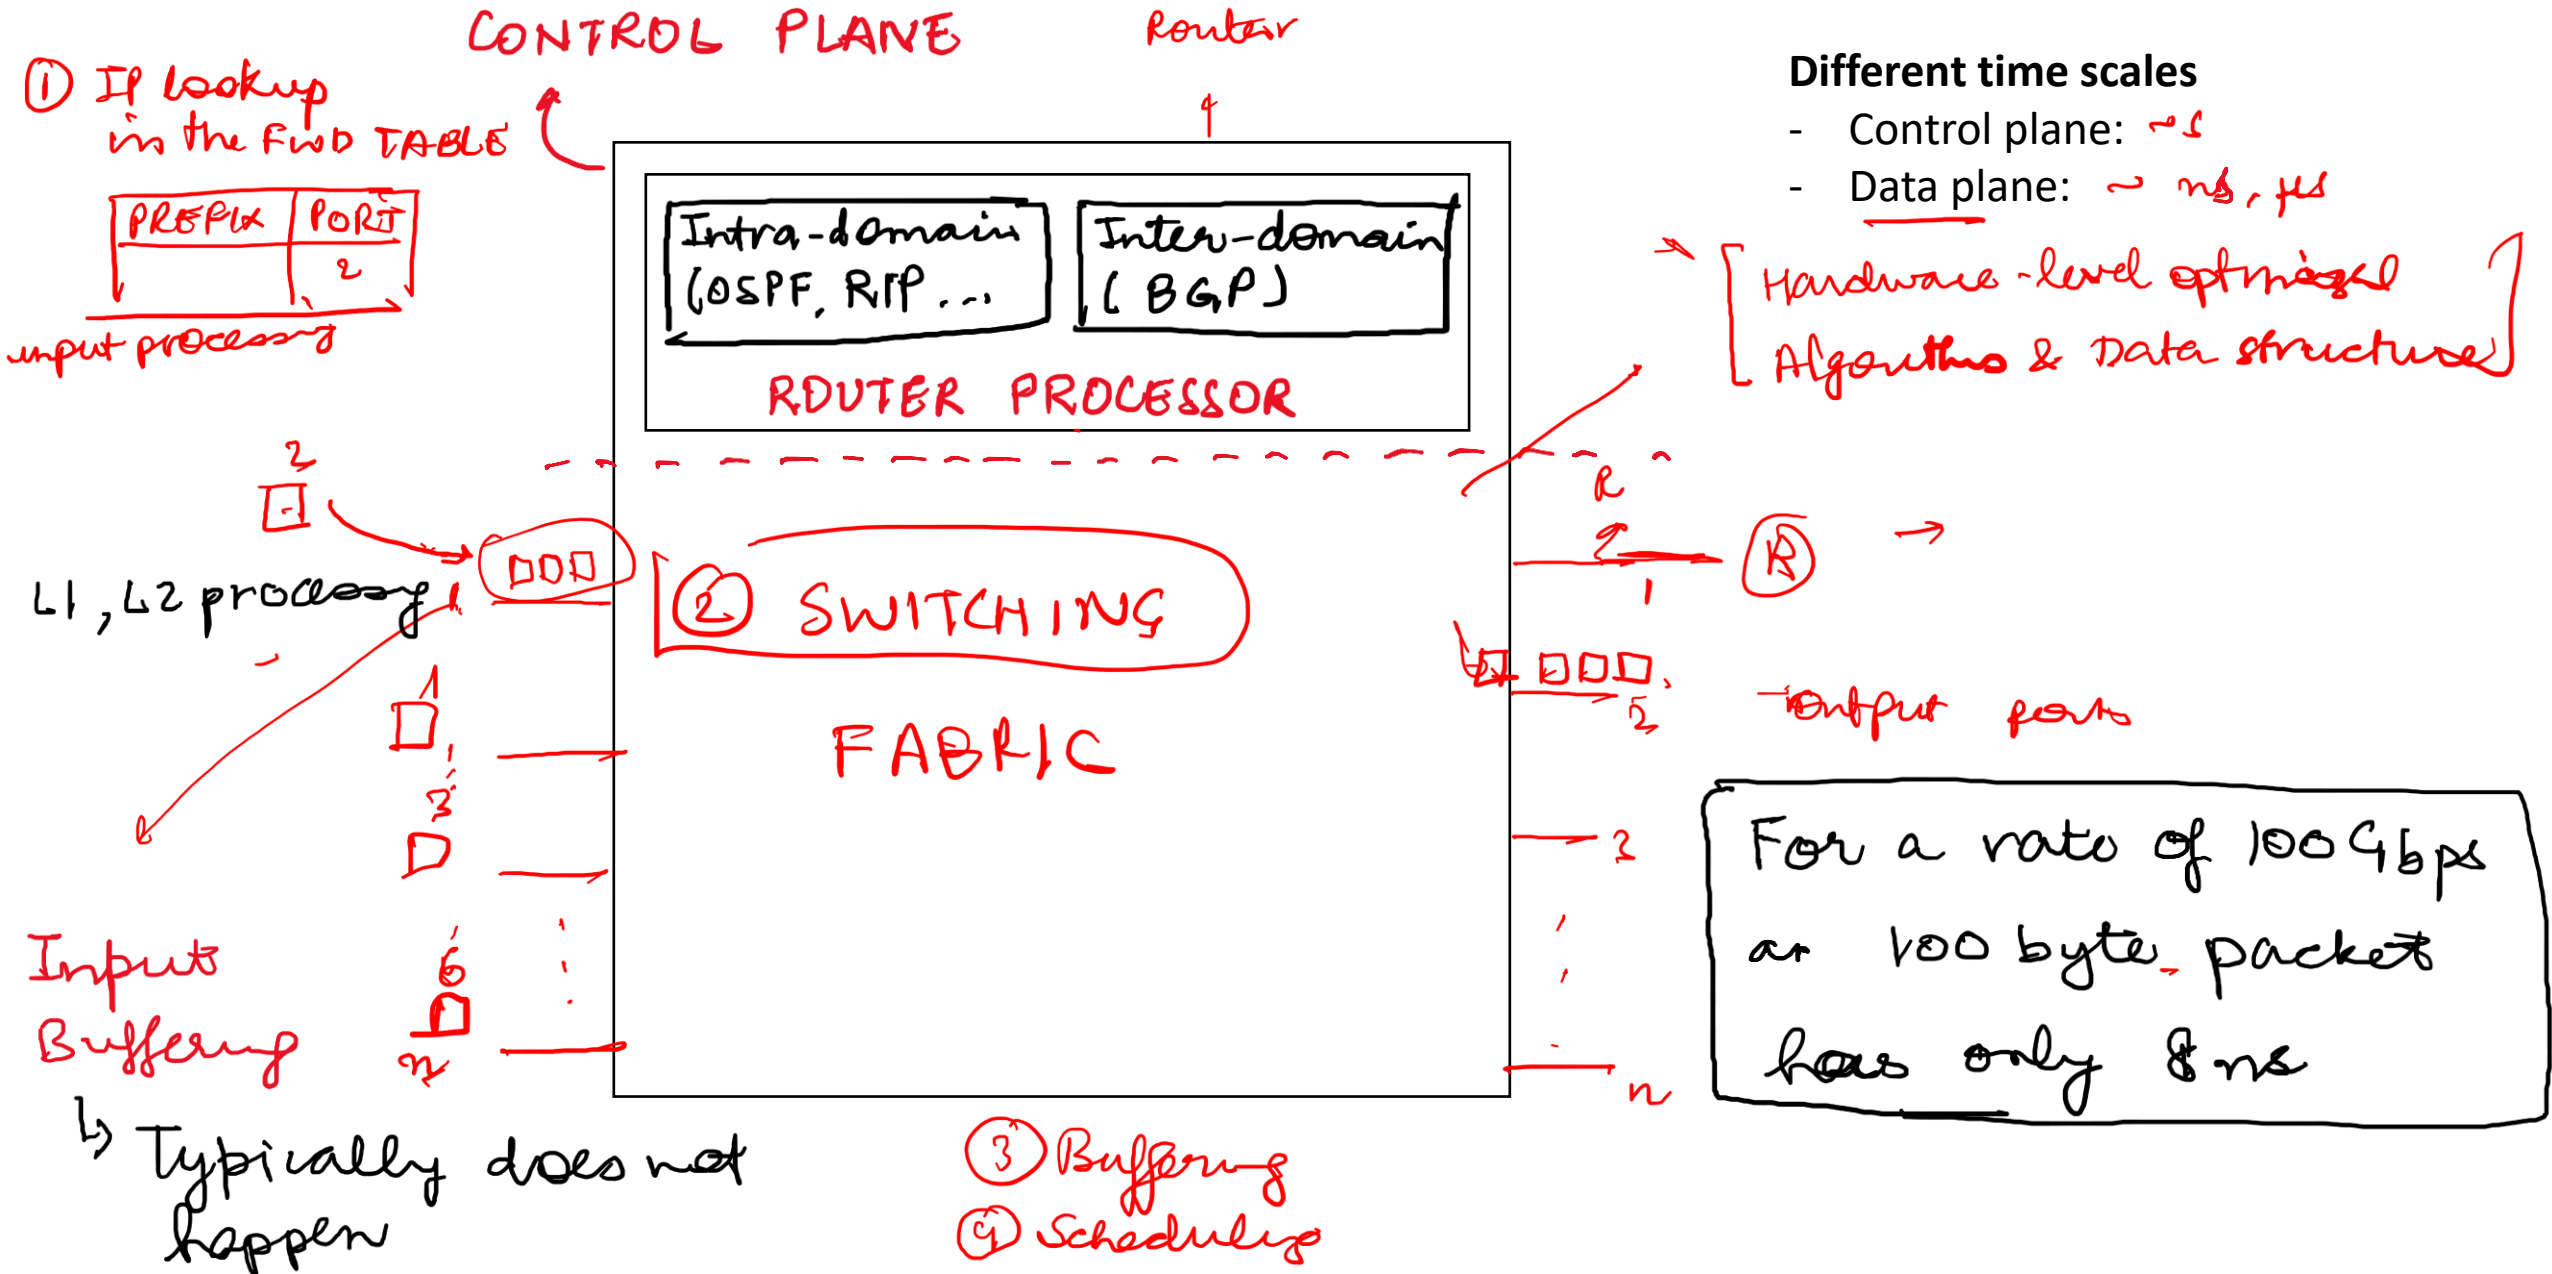 CONTROL PLANE
Router
① IP lookup
in the FWD TABLE
PREFIX PORT
2
input processing
Different time scales
- Control plane: ~s
- Data plane: ~ ns, μs
Hardware-level optimized
Algorithms & Data structure
Intra-domain
(OSPF, RIP ...
Inter-domain
(BGP)
ROUTER PROCESSOR
2
L1, L2 processing
1
② SWITCHING
FABRIC
R
R
1
2
output ports
1
3
6
n
3
n
Input
Buffering
↳ Typically does not
happen
For a rate of 100Gbps
an 100 byte packet
has only 8 ns
③ Buffering
④ Scheduling